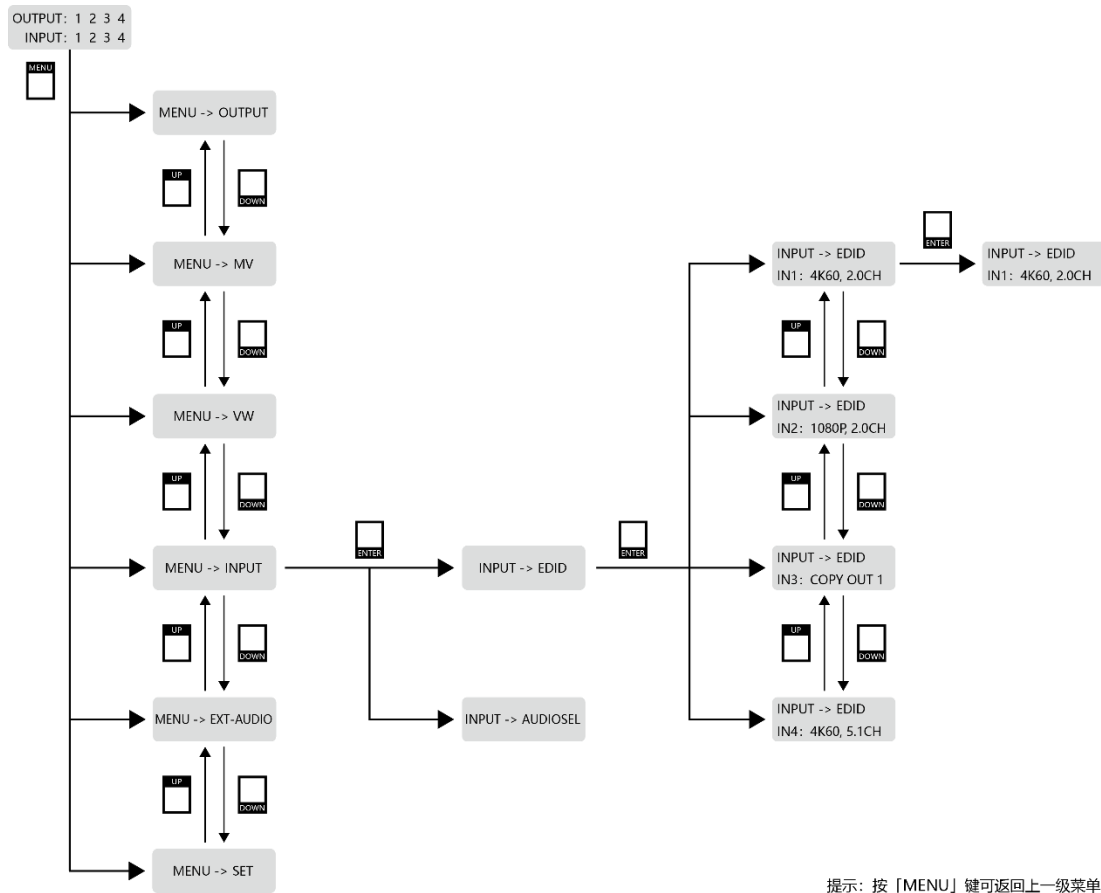 OUTPUT: 1 2 3 4
INPUT: 1 2 3 4
MENU
MENU -> OUTPUT
UP
DOWN
MENU -> MV
UP
DOWN
MENU -> VW
UP
DOWN
MENU -> INPUT
UP
DOWN
MENU -> EXT-AUDIO
UP
DOWN
MENU -> SET
ENTER
INPUT -> EDID
INPUT -> AUDIOSEL
ENTER
INPUT -> EDID
IN1: 4K60, 2.0CH
UP
DOWN
INPUT -> EDID
IN2: 1080P, 2.0CH
UP
DOWN
INPUT -> EDID
IN3: COPY OUT 1
UP
DOWN
INPUT -> EDID
IN4: 4K60, 5.1CH
ENTER
INPUT -> EDID
IN1: 4K60, 2.0CH
提示：按「MENU」键可返回上一级菜单